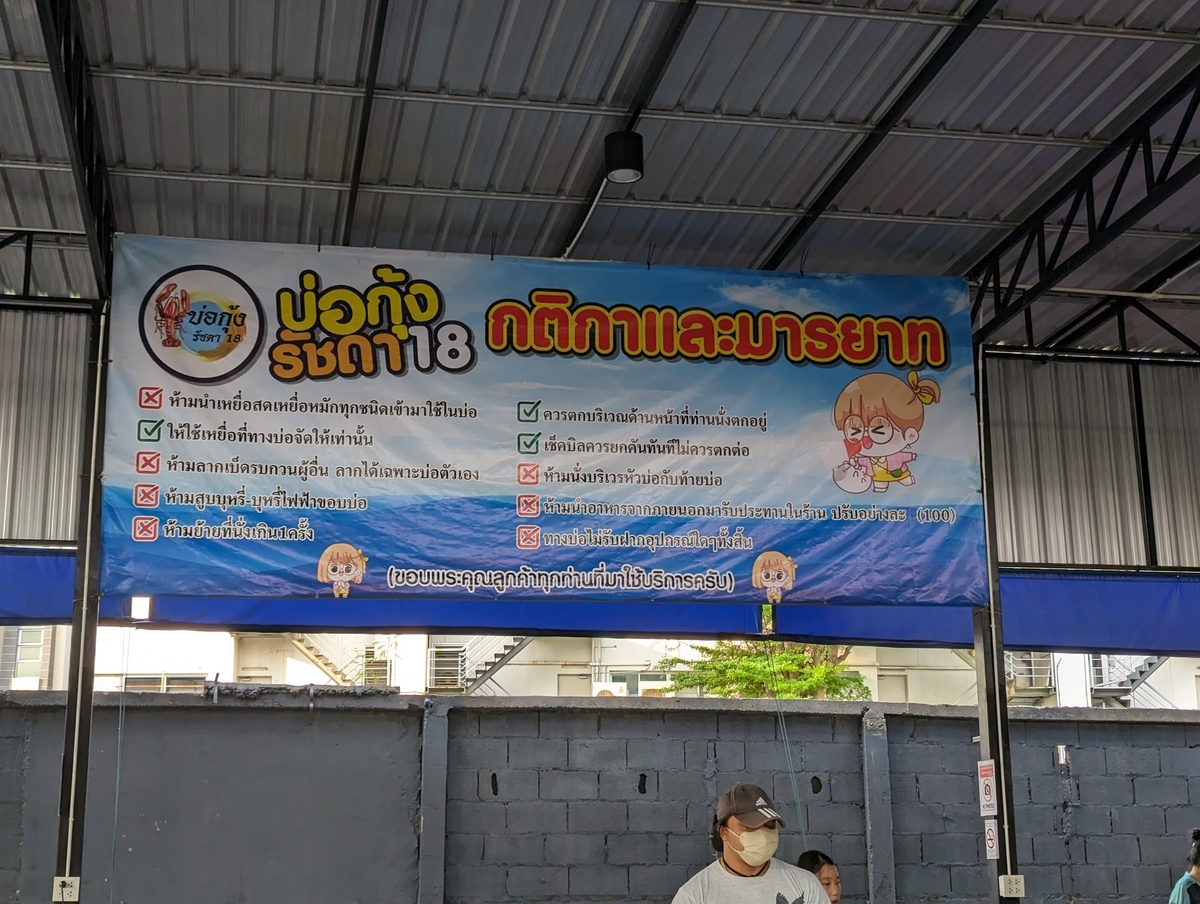 บ่อกุ้ง
รัชดา 18
บ่อกุ้ง
รัชดา18
กติกาและมารยาท
ห้ามนำเหยื่อสดเหยื่อหมักทุกชนิดเข้ามาใช้ในบ่อ
ให้ใช้เหยื่อที่ทางบ่อจัดให้เท่านั้น
ห้ามลากเบ็ดรบกวนผู้อื่น ลากได้เฉพาะบ่อตัวเอง
ห้ามสูบบุหรี่-บุหรี่ไฟฟ้าขอบบ่อ
ห้ามย้ายที่นั่งเกิน1ครั้ง
ควรตกบริเวณด้านหน้าที่ท่านนั่งตกอยู่
เช็คบิลควรยกคันทันทีไม่ควรตกต่อ
ห้ามนั่งบริเวรหัวบ่อกับท้ายบ่อ
ห้ามนำอาหารจากภายนอกมารับประทานในร้าน ปรับอย่างละ (100)
ทางบ่อไม่รับฝากอุปกรณ์ใดๆทั้งสิ้น
(ขอบพระคุณลูกค้าทุกท่านที่มาใช้บริการครับ)